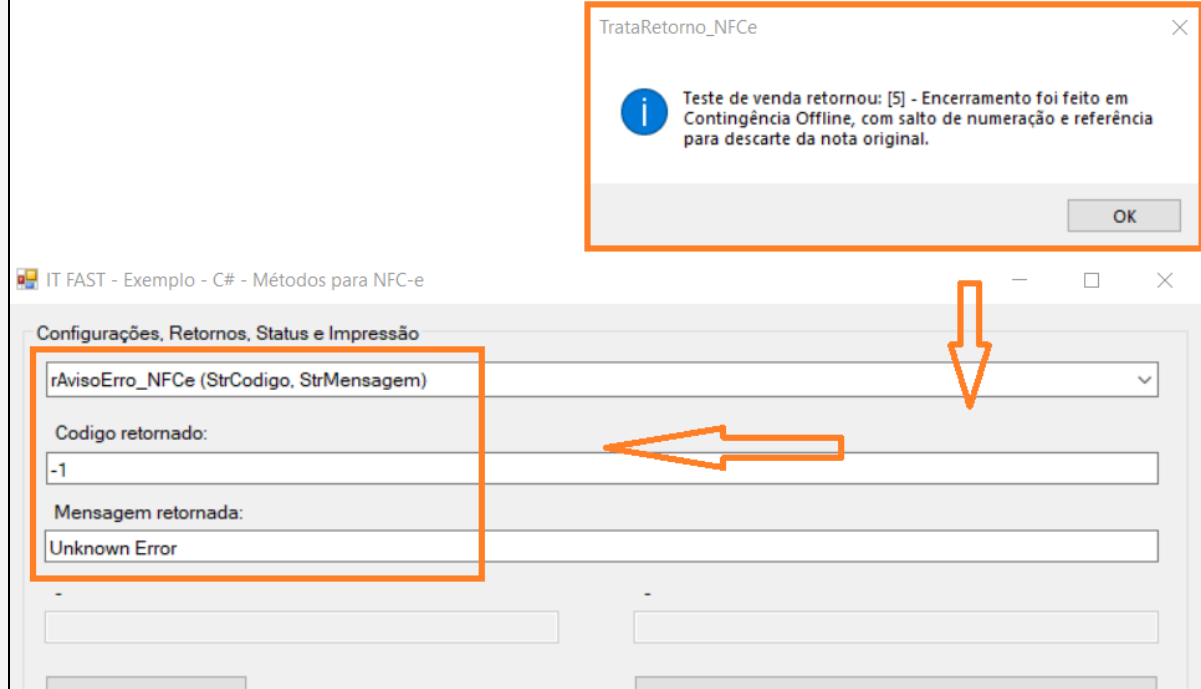 TrataRetorno_NFCe
Teste de venda retornou: [5] - Encerramento foi feito em
Contingência Offline, com salto de numeração e referência
para descarte da nota original.
OK
IT FAST - Exemplo - C# - Métodos para NFC-e
Configurações, Retornos, Status e Impressão
rAvisoErro_NFCe (StrCodigo, StrMensagem)
Codigo retornado:
-1
Mensagem retornada:
Unknown Error
- -